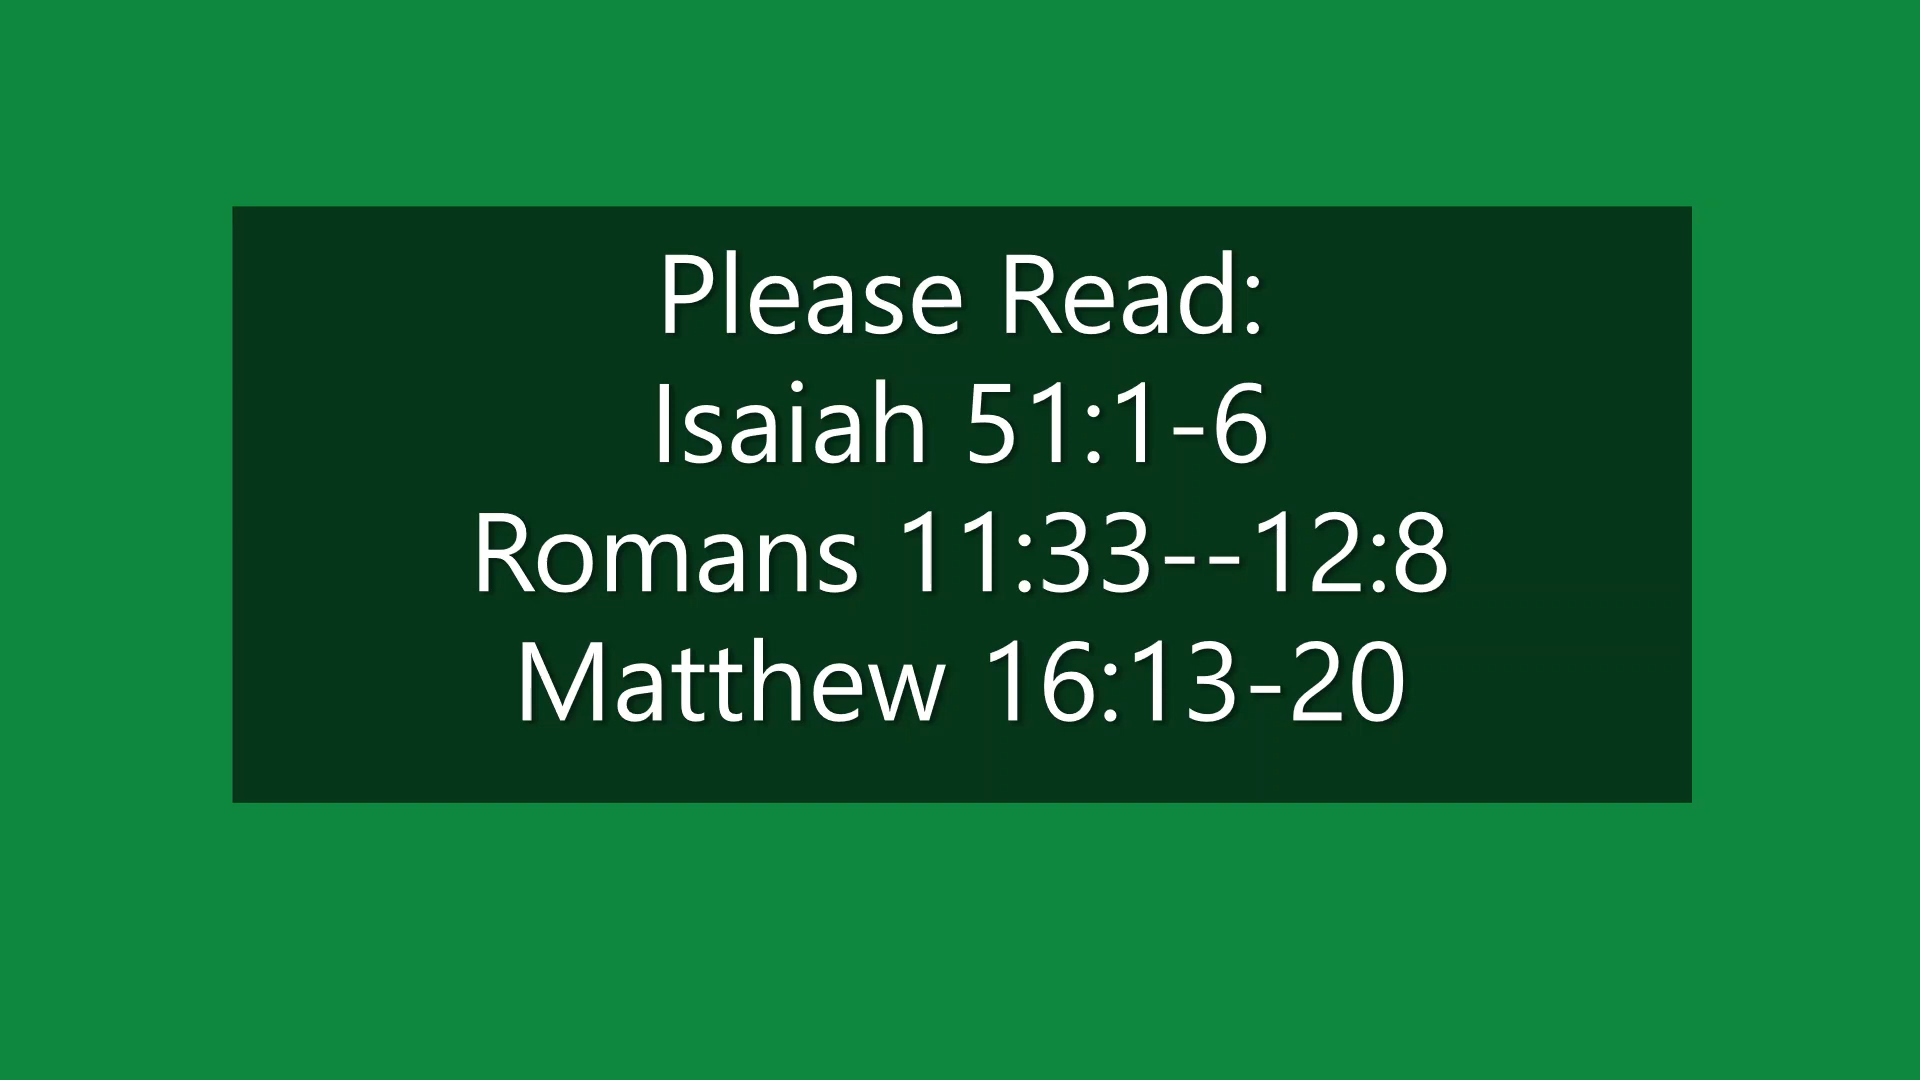 Please Read:
Isaiah 51:1-6
Romans 11:33--12:8
Matthew 16:13-20